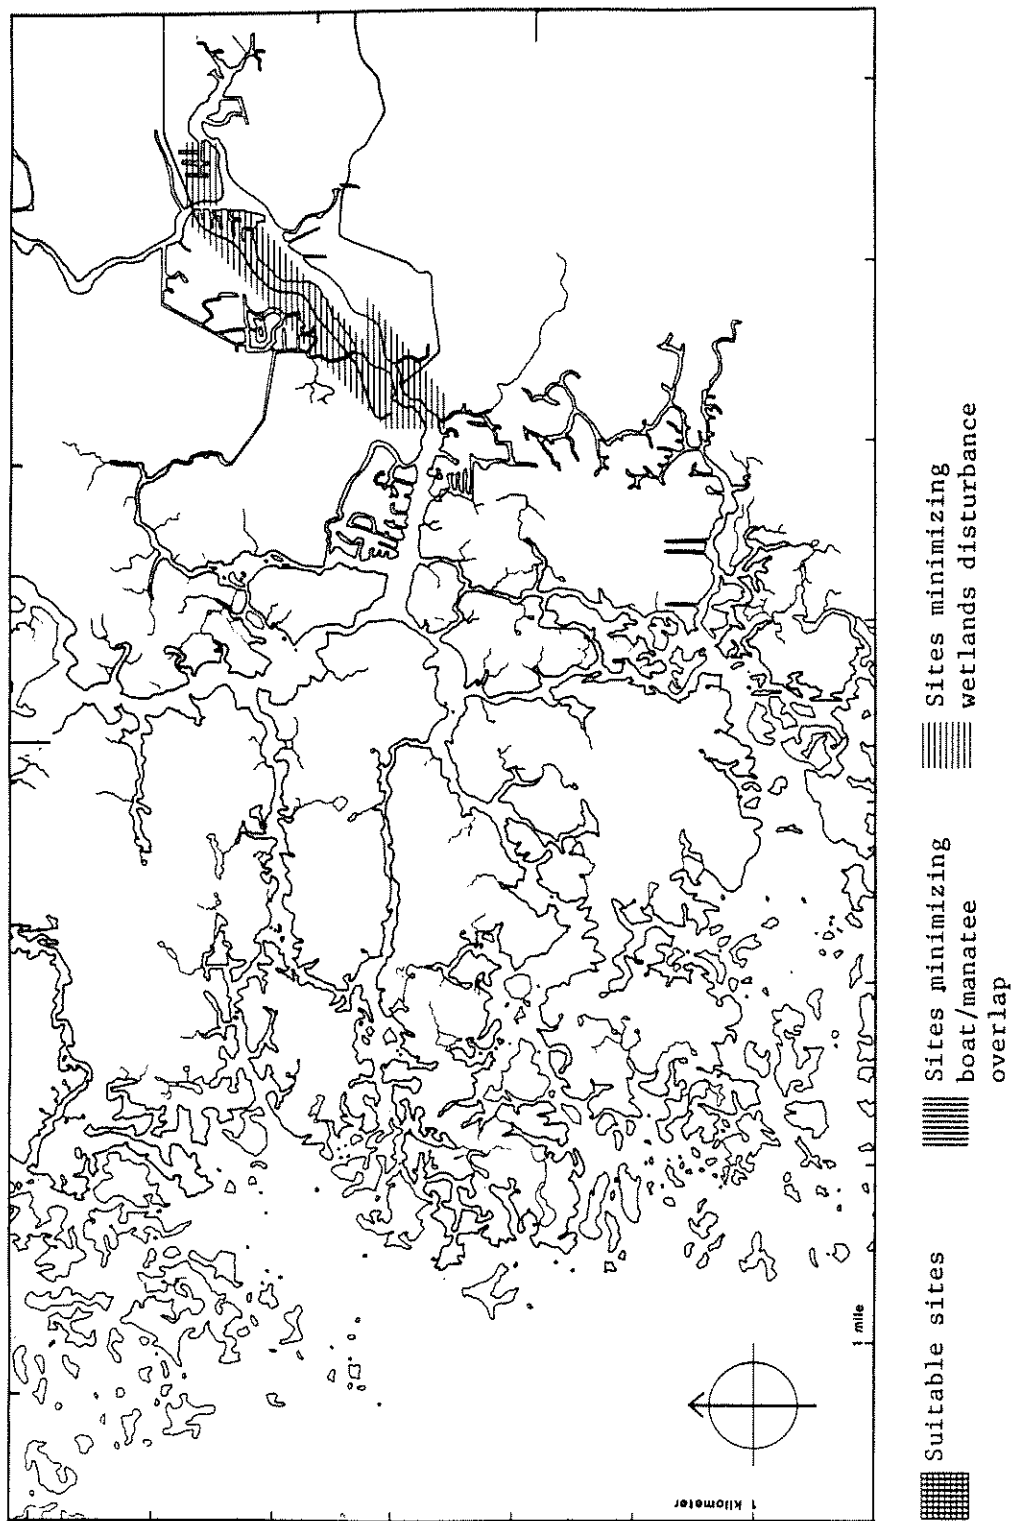 1 mile
1 kilometer
Suitable sites
Sites minimizing
boat/manatee
overlap
Sites minimizing
wetlands disturbance